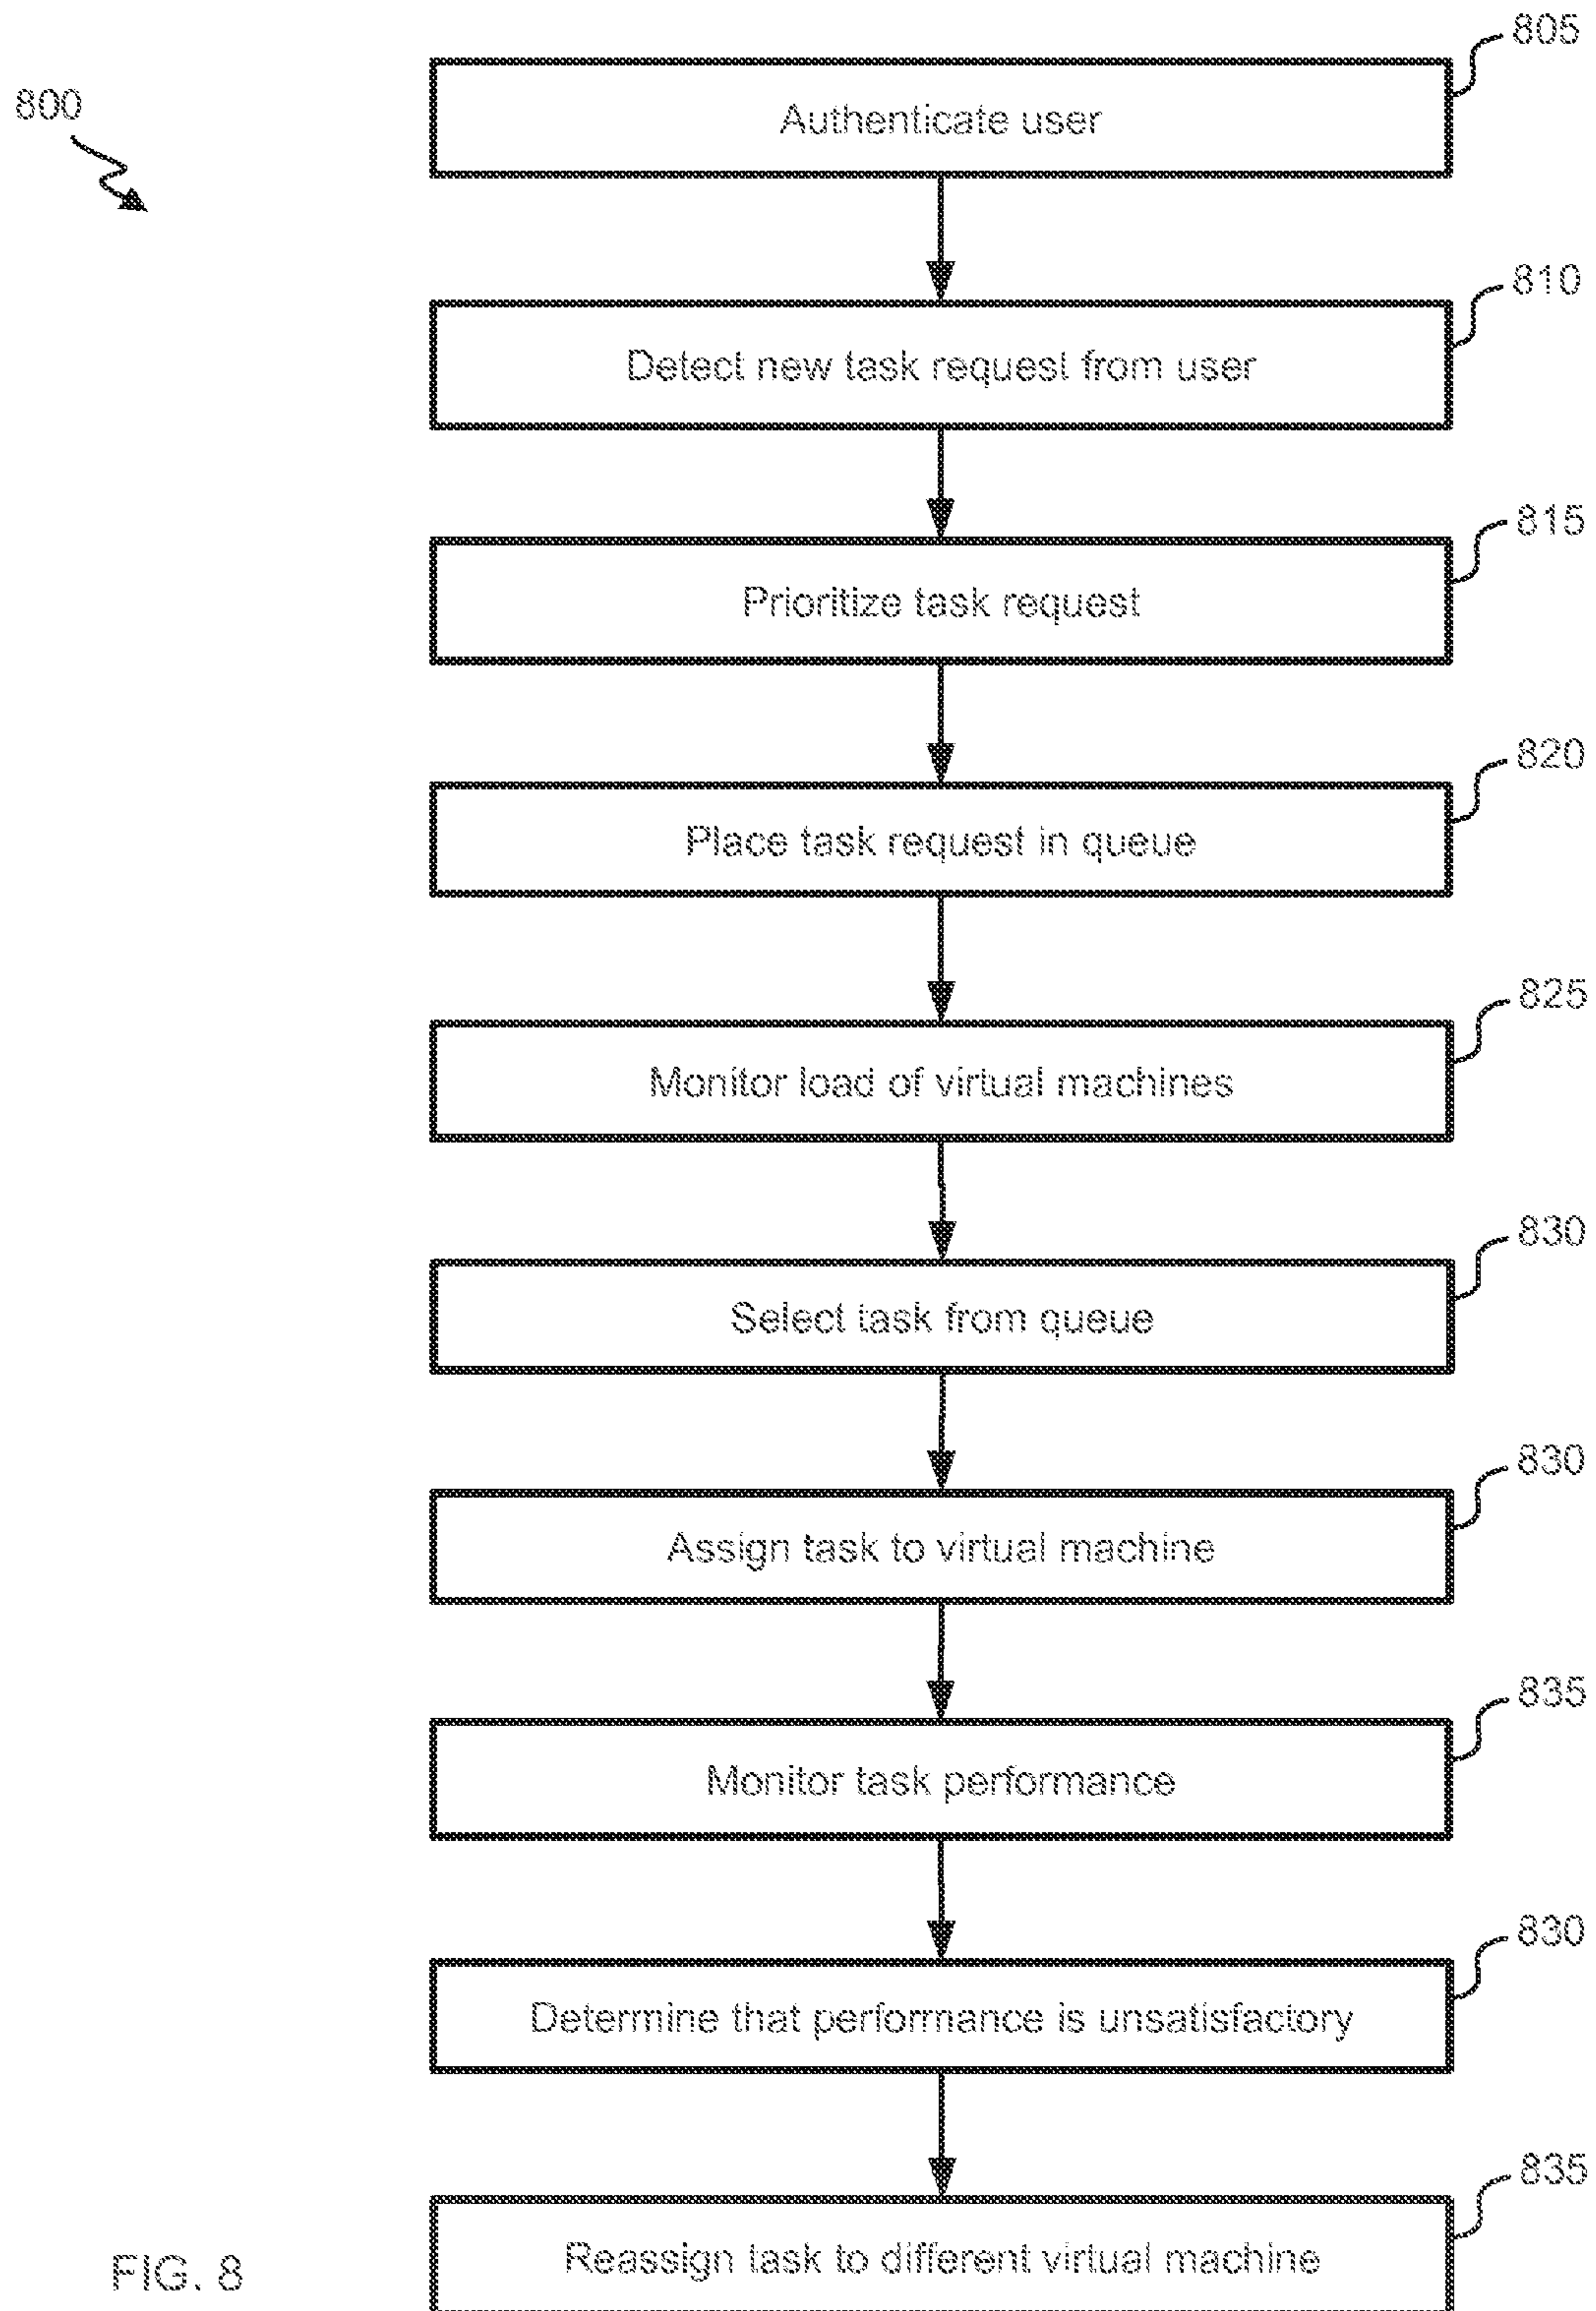 800
805
Authenticate user
810
Detect new task request from user
815
Prioritize task request
820
Place task request in queue
825
Monitor load of virtual machines
830
Select task from queue
830
Assign task to virtual machine
835
Monitor task performance
830
Determine that performance is unsatisfactory
835
Reassign task to different virtual machine
FIG. 8